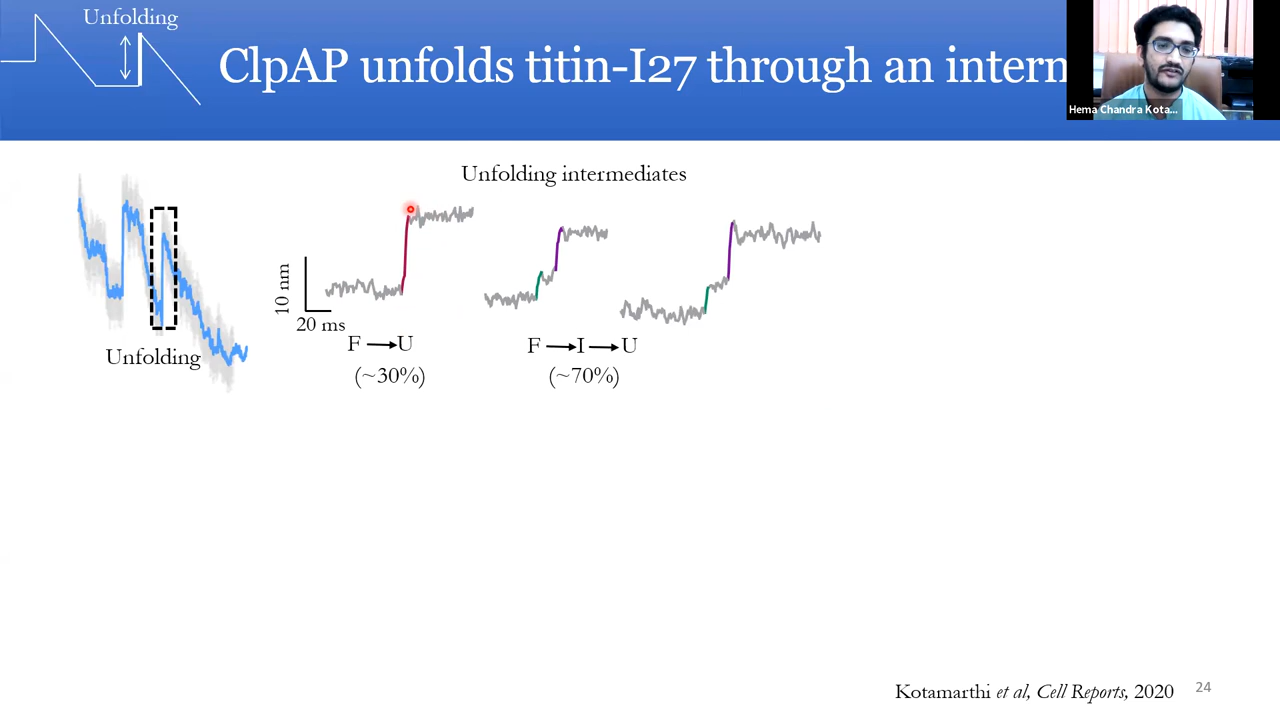 Unfolding
ClpAP unfolds titin-I27 through an intern
Hema Chandra Kota...
Unfolding intermediates
10 nm
20 ms
Unfolding
F → U
(~30%)
F → I → U
(~70%)
Kotamarthi et al, Cell Reports, 2020
24